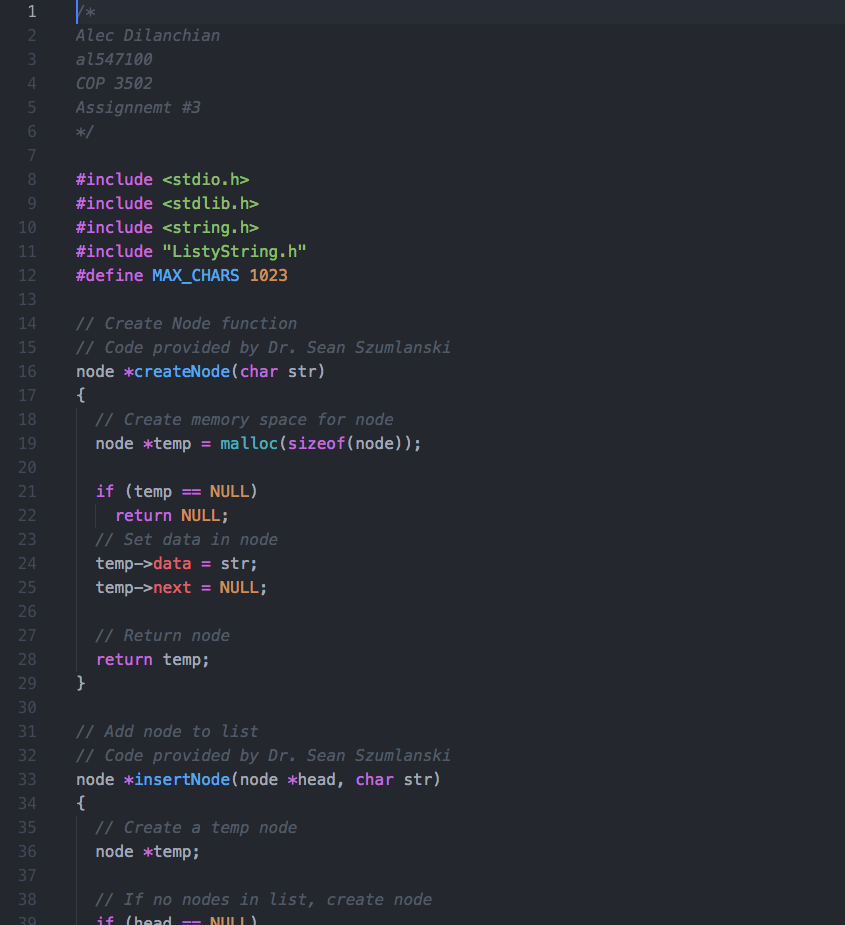 1 /*
2 Alec Dilanchian
3 al547100
4 COP 3502
5 Assignnemt #3
6 */
7
8 #include <stdio.h>
9 #include <stdlib.h>
10 #include <string.h>
11 #include "ListyString.h"
12 #define MAX_CHARS 1023
13
14 // Create Node function
15 // Code provided by Dr. Sean Szumlanski
16 node *createNode(char str)
17 {
18   // Create memory space for node
19   node *temp = malloc(sizeof(node));
20
21   if (temp == NULL)
22     return NULL;
23   // Set data in node
24   temp->data = str;
25   temp->next = NULL;
26
27   // Return node
28   return temp;
29 }
30
31 // Add node to list
32 // Code provided by Dr. Sean Szumlanski
33 node *insertNode(node *head, char str)
34 {
35   // Create a temp node
36   node *temp;
37
38   // If no nodes in list, create node
39   if (head == NULL)